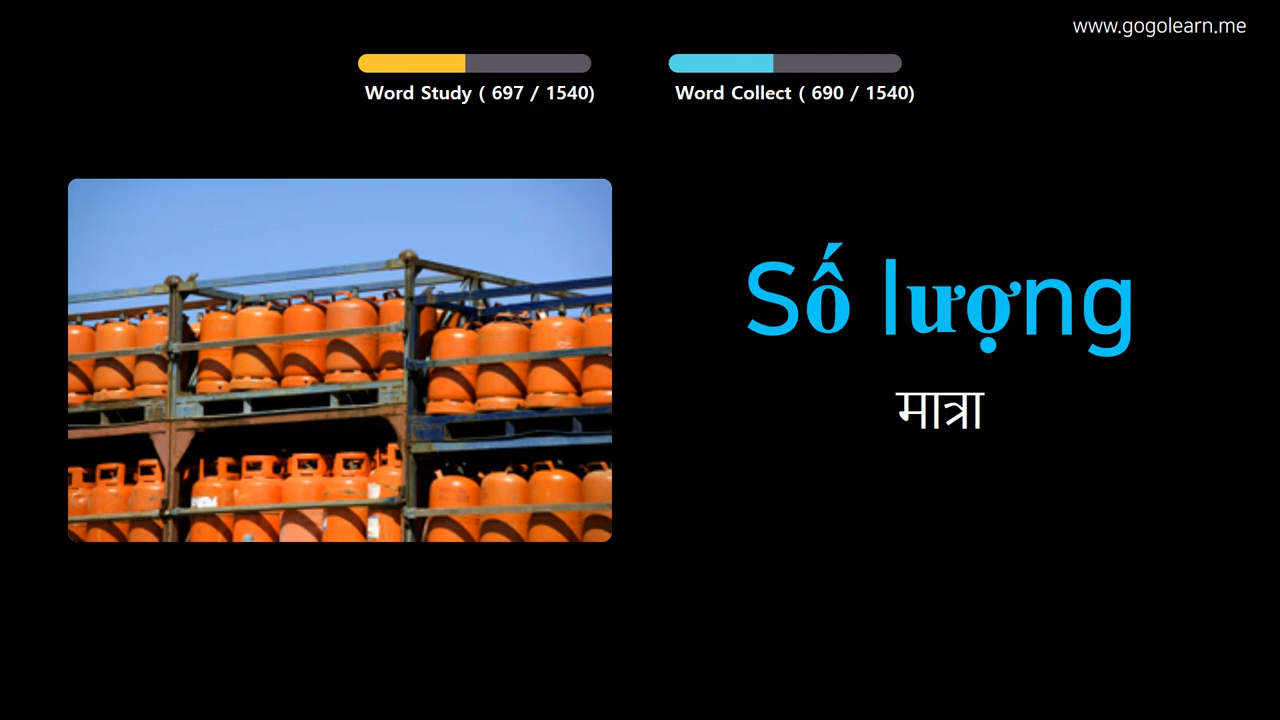 www.gogolearn.me
Word Study ( 697 / 1540)
Word Collect ( 690 / 1540)
Số lượng
मात्रा